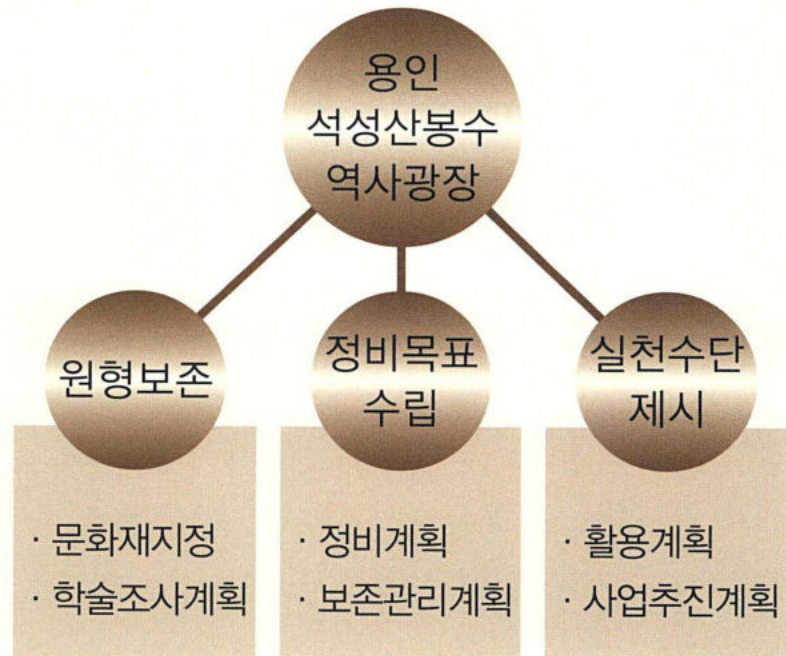 용인
석성산봉수
역사광장
원형보존
정비목표
수립
실천수단
제시
· 문화재지정
· 학술조사계획
· 정비계획
· 보존관리계획
· 활용계획
· 사업추진계획